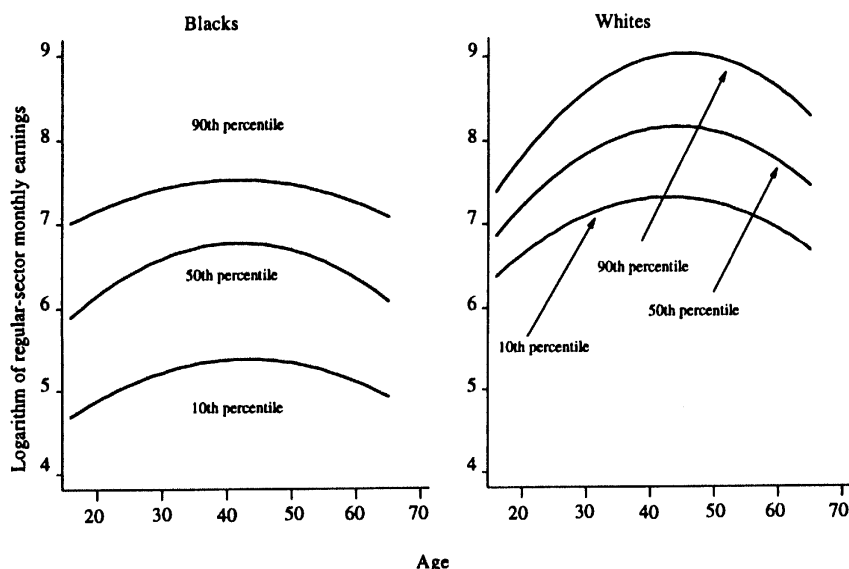 Blacks
Whites
Logarithm of regular-sector monthly earnings
9
8
7
6
5
4
90th percentile
50th percentile
10th percentile
20 30 40 50 60 70
9
8
7
6
5
4
90th percentile
50th percentile
10th percentile
20 30 40 50 60 70
Age